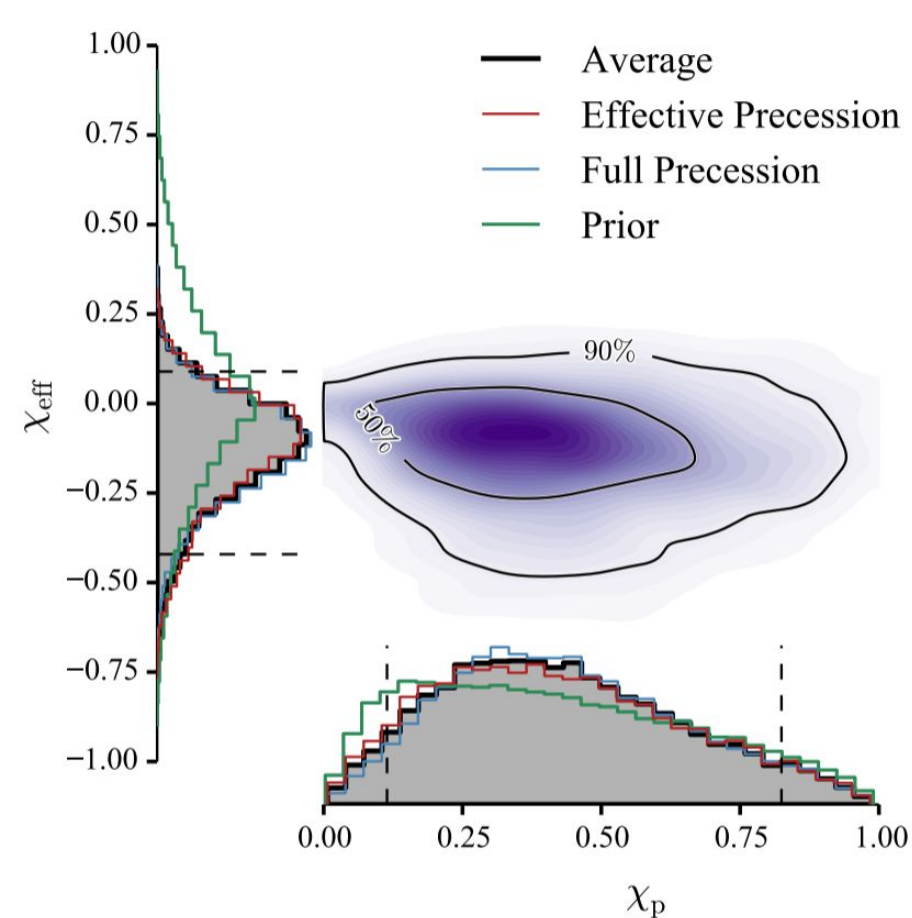 1.00
Average
Effective Precession
0.75
Full Precession
0.50
Prior
0.25
90%
χeff
0.00
50%
−0.25
−0.50
−0.75
−1.00
0.00 0.25 0.50 0.75 1.00
χp